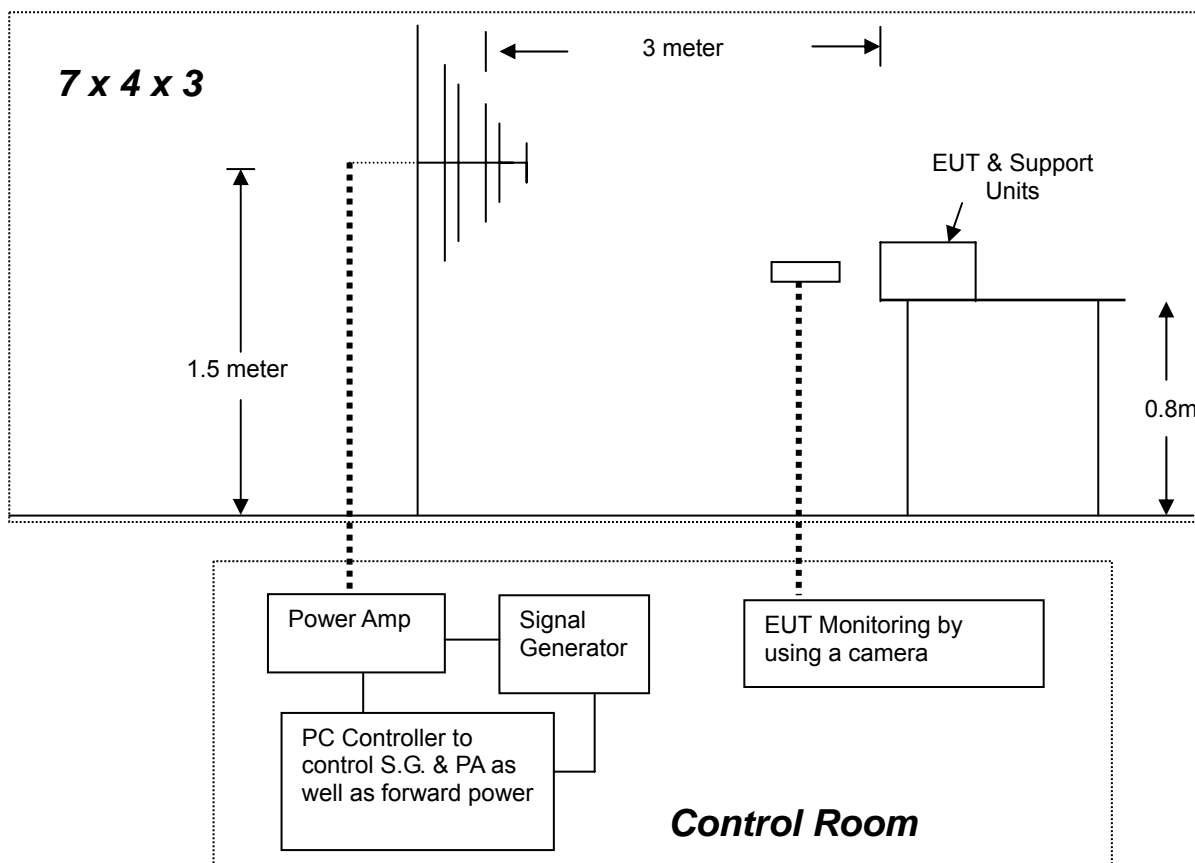 3 meter
7 x 4 x 3
EUT & Support
Units
1.5 meter
0.8m
Power Amp
Signal
Generator
EUT Monitoring by
using a camera
PC Controller to
control S.G. & PA as
well as forward power
Control Room